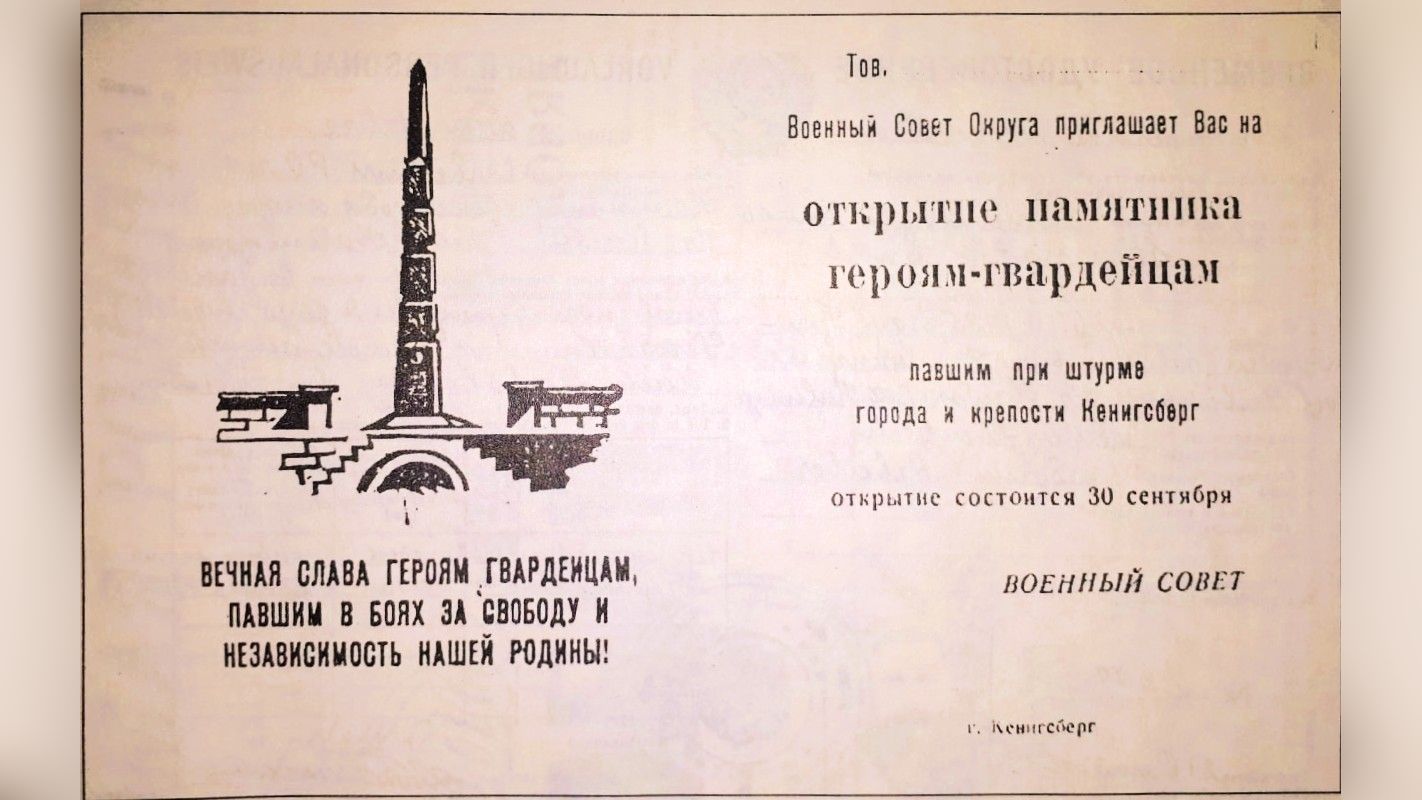 ВЕЧНАЯ СЛАВА ГЕРОЯМ ГВАРДЕЙЦАМ,
ПАВШИМ В БОЯХ ЗА СВОБОДУ И
НЕЗАВИСИМОСТЬ НАШЕЙ РОДИНЫ!
Тов.
Военный Совет Округа приглашает Вас на
открытие памятника
героям-гвардейцам
павшим при штурме
города и крепости Кенигсберг
открытие состоится 30 сентября
ВОЕННЫЙ СОВЕТ
г. Кенигсберг